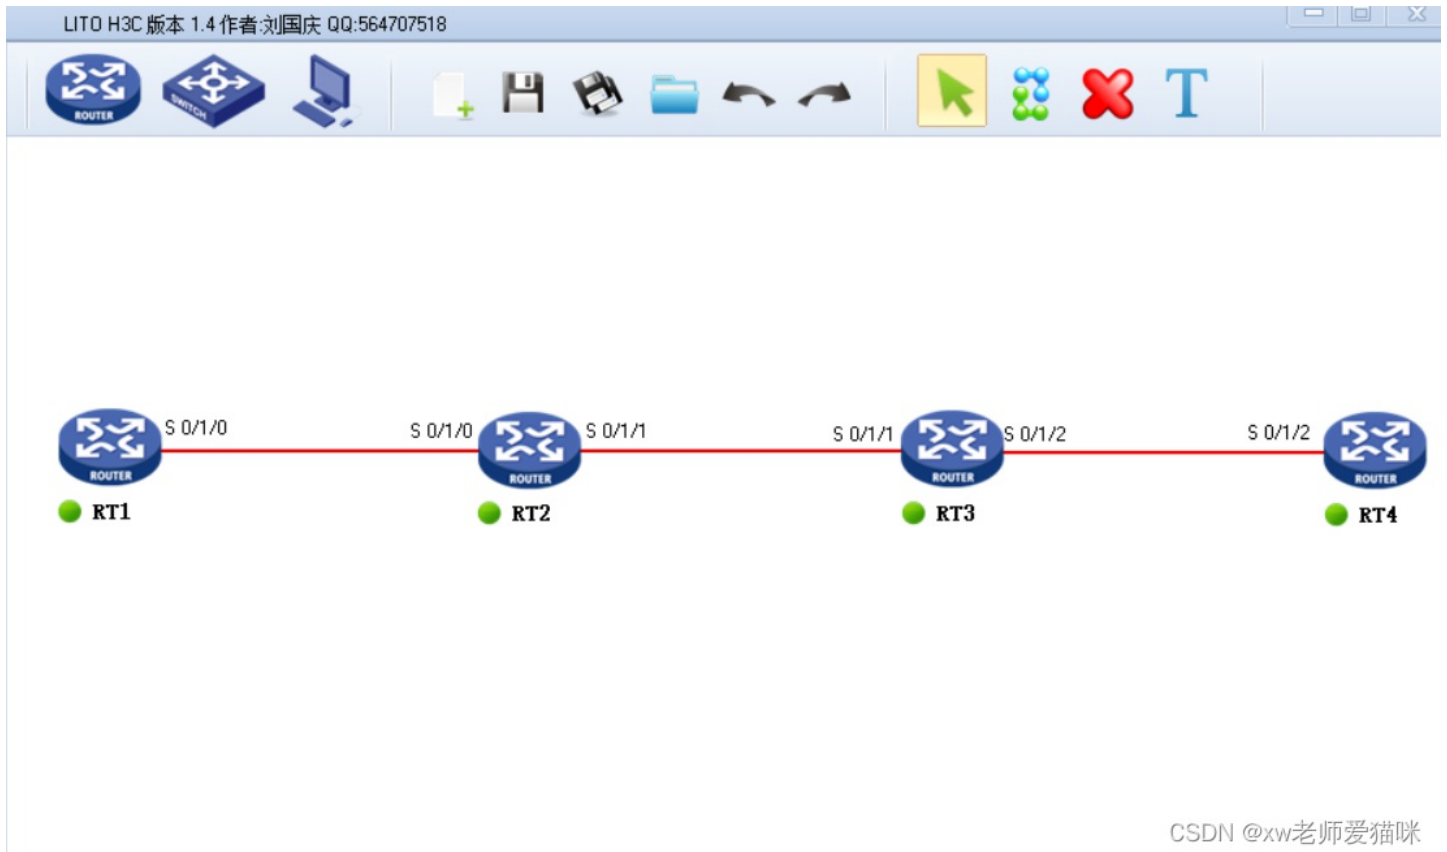 LITO H3C 版本 1.4 作者:刘国庆 QQ:564707518
ROUTER SWITCH T
S 0/1/0 S 0/1/0 S 0/1/1 S 0/1/1 S 0/1/2 S 0/1/2
ROUTER ROUTER ROUTER ROUTER
RT1 RT2 RT3 RT4
CSDN @xw老师爱猫咪